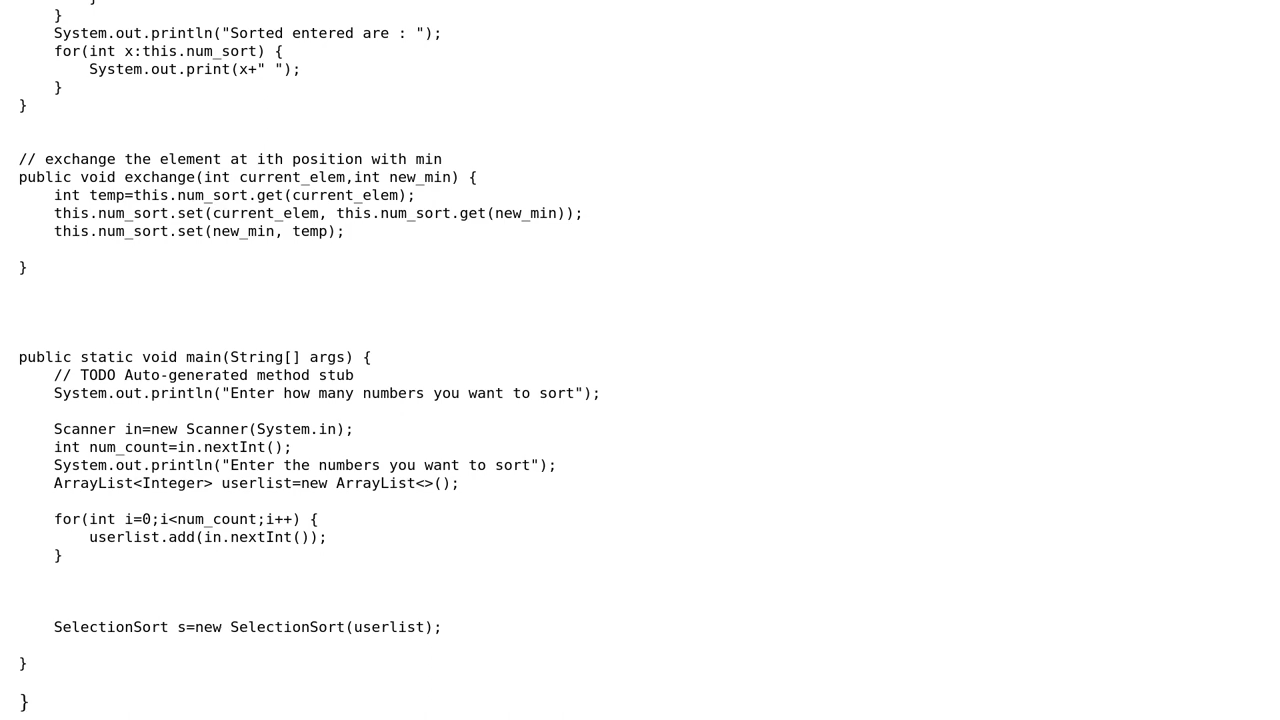 }
}
System.out.println("Sorted entered are : ");
for(int x:this.num_sort) {
System.out.print(x+" ");
}
}
// exchange the element at ith position with min
public void exchange(int current_elem,int new_min) {
int temp=this.num_sort.get(current_elem);
this.num_sort.set(current_elem, this.num_sort.get(new_min));
this.num_sort.set(new_min, temp);
}
public static void main(String[] args) {
// TODO Auto-generated method stub
System.out.println("Enter how many numbers you want to sort");
Scanner in=new Scanner(System.in);
int num_count=in.nextInt();
System.out.println("Enter the numbers you want to sort");
ArrayList<Integer> userlist=new ArrayList<>();
for(int i=0;i<num_count;i++) {
userlist.add(in.nextInt());
}
SelectionSort s=new SelectionSort(userlist);
}
}